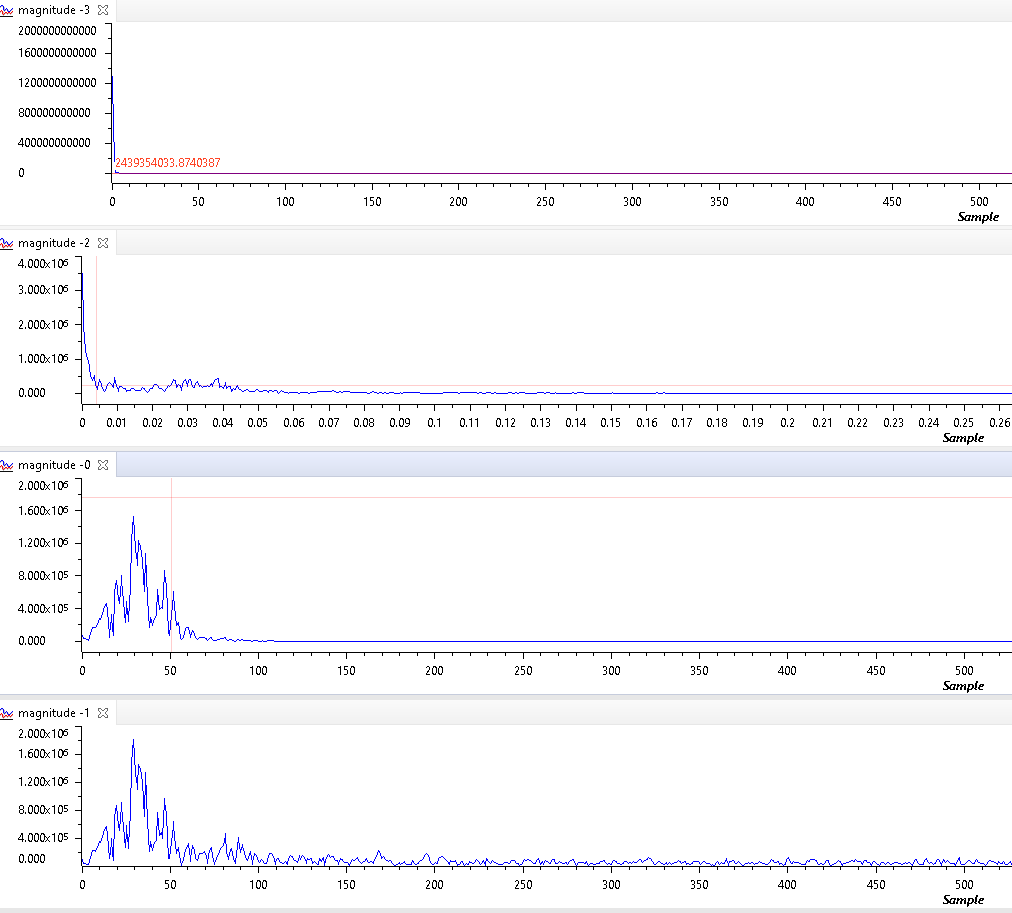 magnitude -3
2000000000000
1600000000000
1200000000000
800000000000
400000000000
2439354033.8740387
0
0 50 100 150 200 250 300 350 400 450 500
Sample
magnitude -2
4.000x10⁶
3.000x10⁶
2.000x10⁶
1.000x10⁶
0.000
0 0.01 0.02 0.03 0.04 0.05 0.06 0.07 0.08 0.09 0.1 0.11 0.12 0.13 0.14 0.15 0.16 0.17 0.18 0.19 0.2 0.21 0.22 0.23 0.24 0.25 0.26
Sample
magnitude -0
2.000x10⁶
1.600x10⁶
1.200x10⁶
8.000x10⁵
4.000x10⁵
0.000
0 50 100 150 200 250 300 350 400 450 500
Sample
magnitude -1
2.000x10⁶
1.600x10⁶
1.200x10⁶
8.000x10⁵
4.000x10⁵
0.000
0 50 100 150 200 250 300 350 400 450 500
Sample